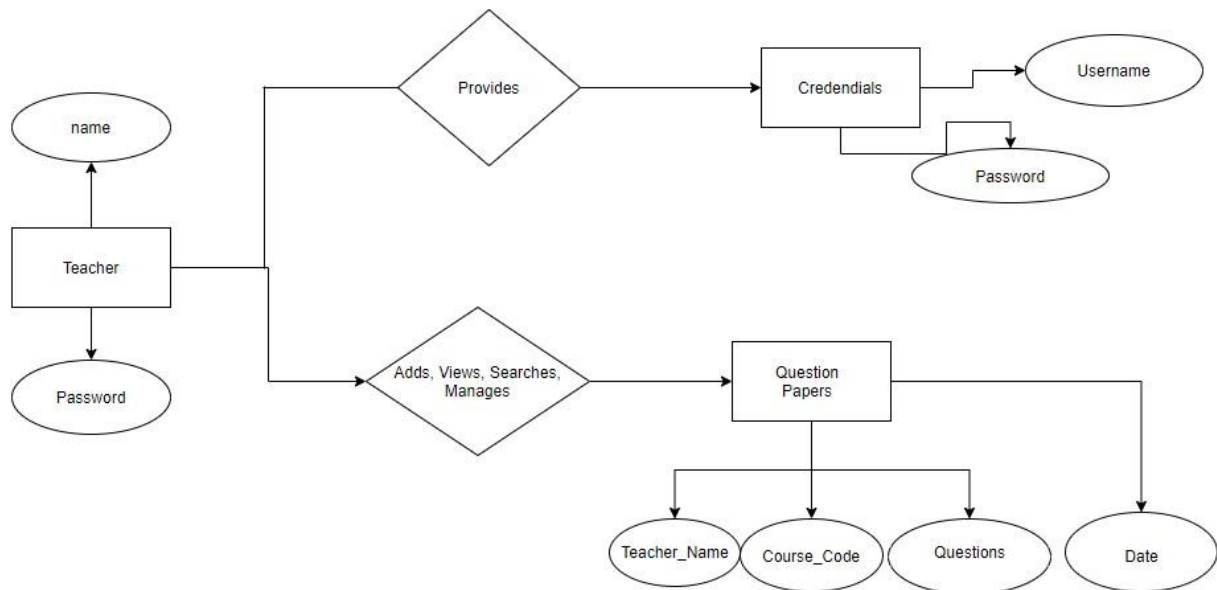 Provides
Credendials
Username
name
Password
Teacher
Adds, Views, Searches,
Manages
Question
Papers
Password
Teacher_Name
Course_Code
Questions
Date